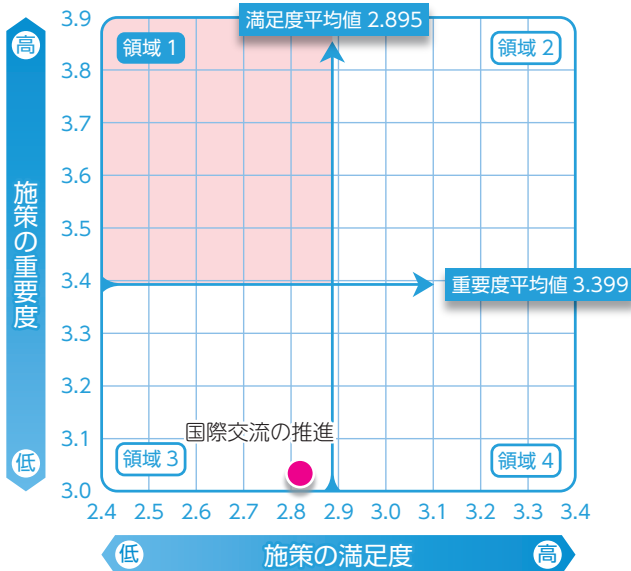 満足度平均値 2.895
高
施策の重要度
低
3.9
3.8
3.7
3.6
3.5
3.4
3.3
3.2
3.1
3.0
領域 1
領域 2
重要度平均値 3.399
国際交流の推進
領域 3
領域 4
2.4 2.5 2.6 2.7 2.8 2.9 3.0 3.1 3.2 3.3 3.4
低 施策の満足度 高